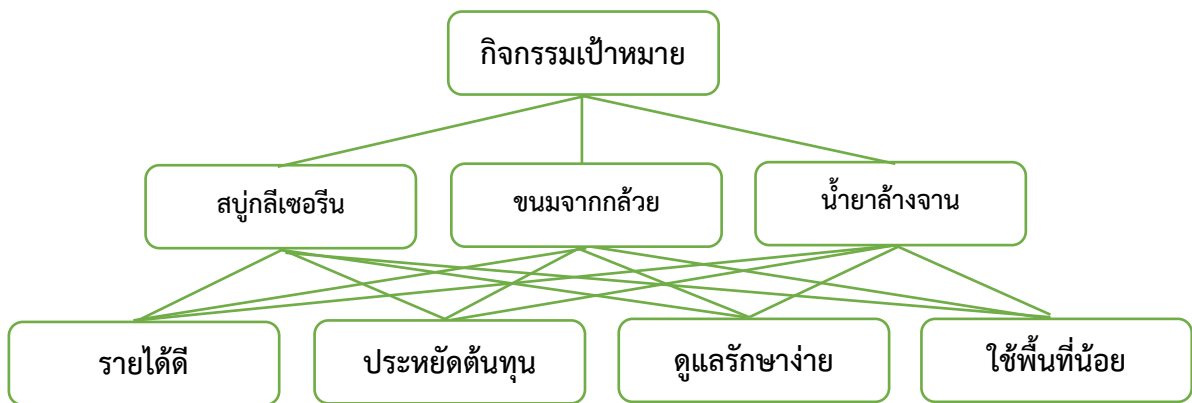 กิจกรรมเป้าหมาย
สบู่กลีเซอรีน
ขนมจากกล้วย
น้ำยาล้างจาน
รายได้ดี
ประหยัดต้นทุน
ดูแลรักษาง่าย
ใช้พื้นที่น้อย